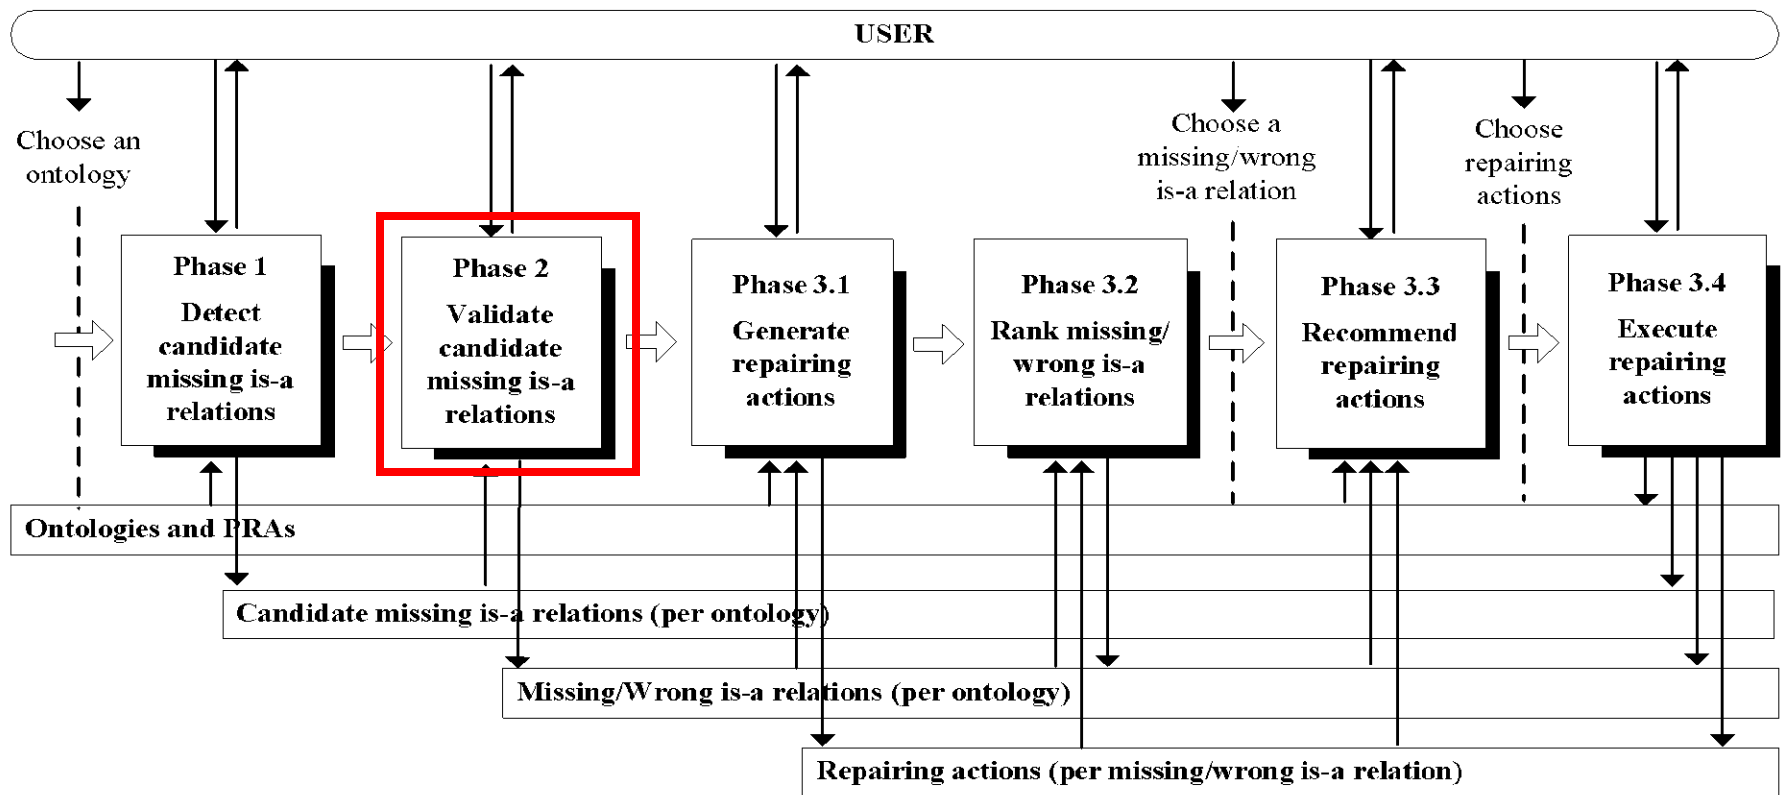 USER
Choose an
ontology
Choose a
missing/wrong
is-a relation
Choose
repairing
actions
Phase 1
Detect
candidate
missing is-a
relations
Phase 2
Validate
candidate
missing is-a
relations
Phase 3.1
Generate
repairing
actions
Phase 3.2
Rank missing/
wrong is-a
relations
Phase 3.3
Recommend
repairing
actions
Phase 3.4
Execute
repairing
actions
Ontologies and PRAs
Candidate missing is-a relations (per ontology)
Missing/Wrong is-a relations (per ontology)
Repairing actions (per missing/wrong is-a relation)